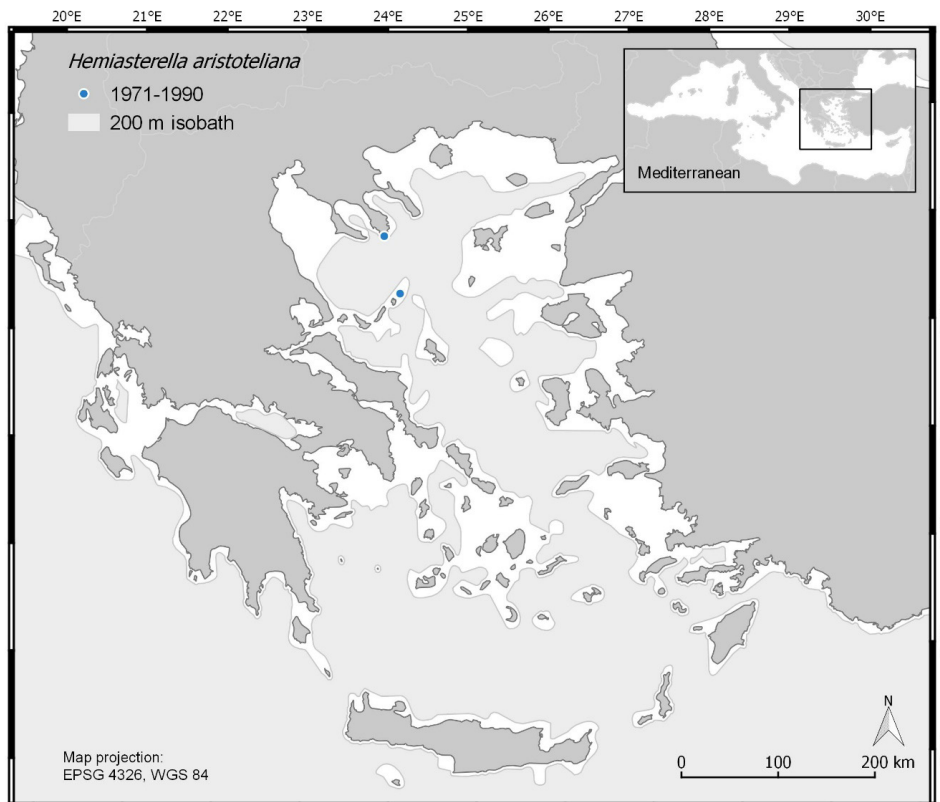 20°E 21°E 22°E 23°E 24°E 25°E 26°E 27°E 28°E 29°E 30°E
Hemiasterella aristoteliana
1971-1990
200 m isobath
Mediterranean
N
Map projection:
EPSG 4326, WGS 84
0 100 200 km